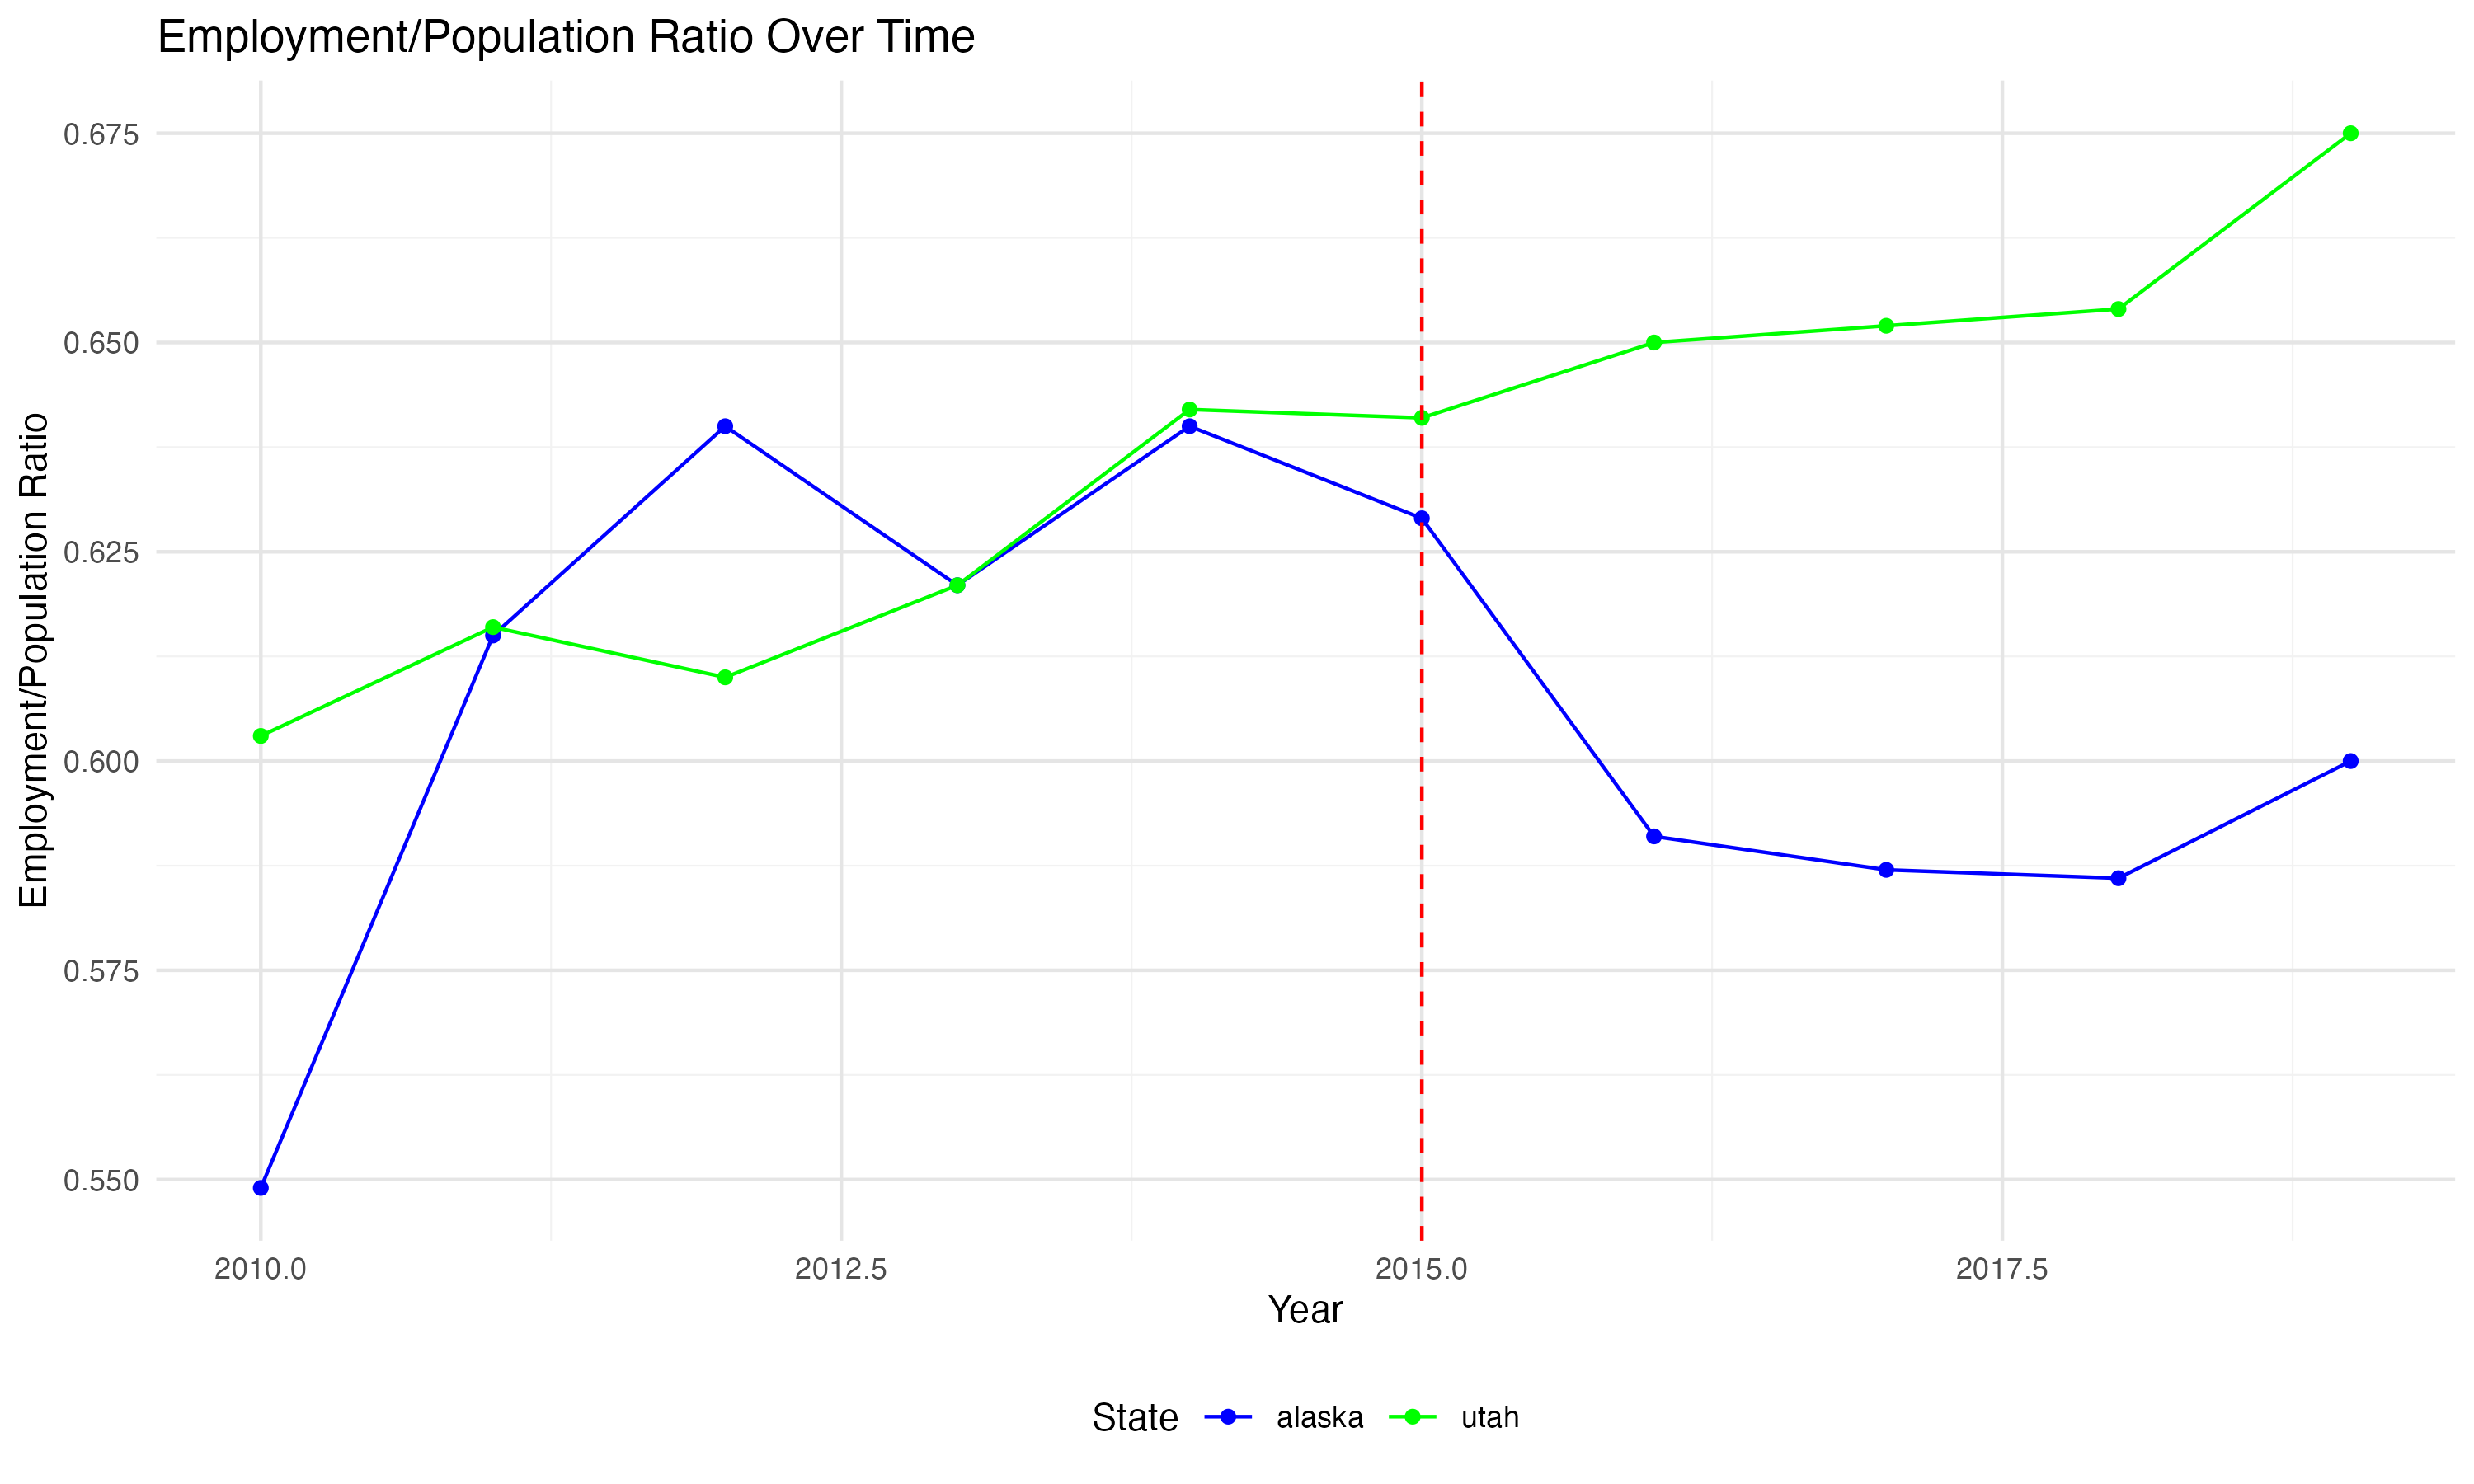 Employment/Population Ratio Over Time
Employment/Population Ratio
0.675
0.650
0.625
0.600
0.575
0.550
2010.0 2012.5 2015.0 2017.5
Year
State alaska utah